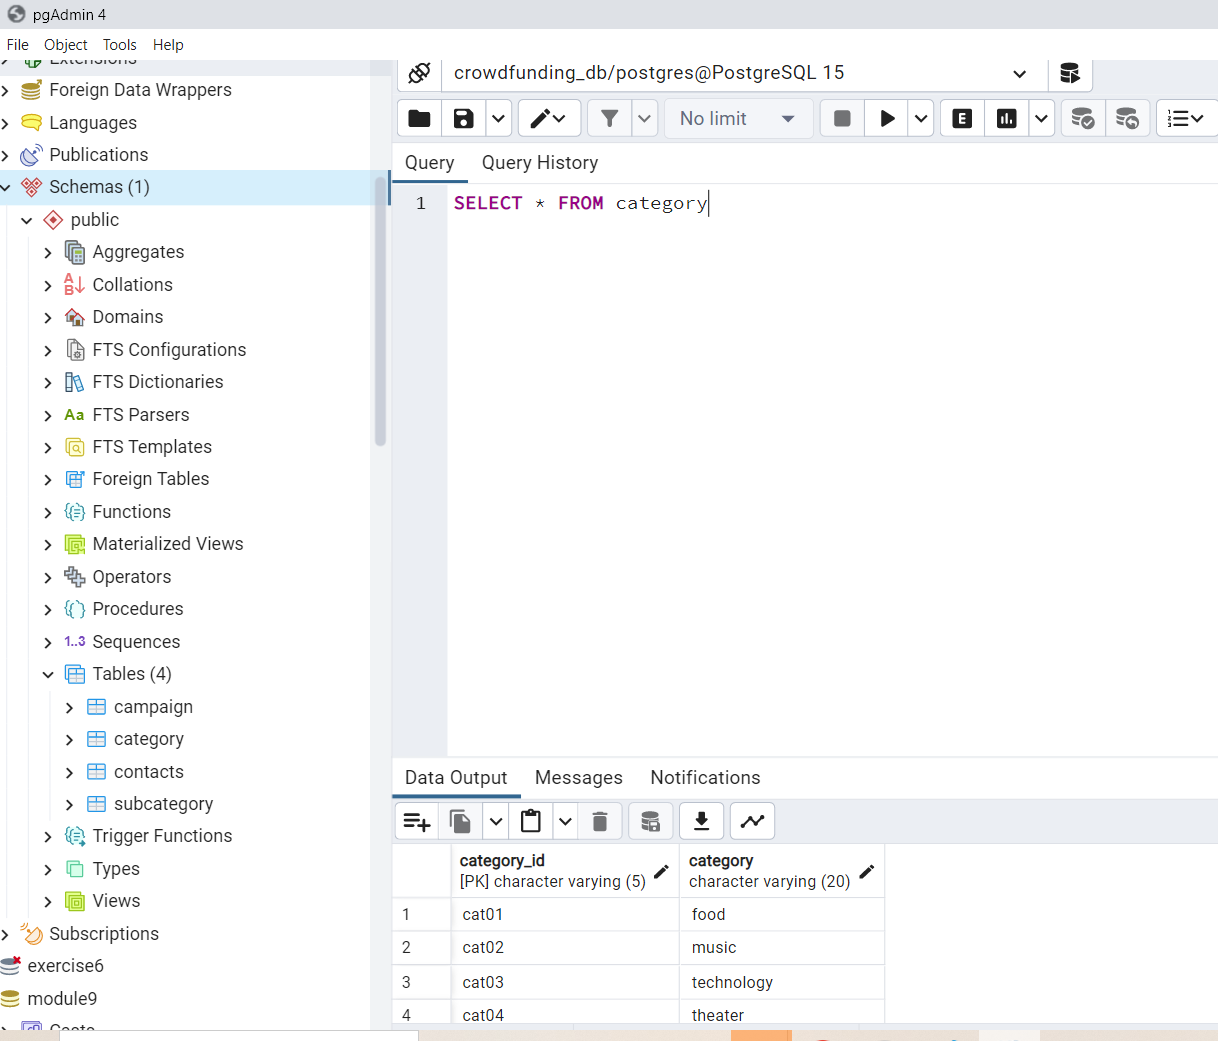 pgAdmin 4
File Object Tools Help
Extensions
Foreign Data Wrappers
Languages
Publications
Schemas (1)
public
Aggregates
Collations
Domains
FTS Configurations
FTS Dictionaries
Aa FTS Parsers
FTS Templates
Foreign Tables
Functions
Materialized Views
Operators
Procedures
1..3 Sequences
Tables (4)
campaign
category
contacts
subcategory
Trigger Functions
Types
Views
Subscriptions
exercise6
module9
crowdfunding_db/postgres@PostgreSQL 15
No limit
E
Query Query History
1 SELECT * FROM category
Data Output Messages Notifications
category_id category
[PK] character varying (5) character varying (20)
1 cat01 food
2 cat02 music
3 cat03 technology
4 cat04 theater